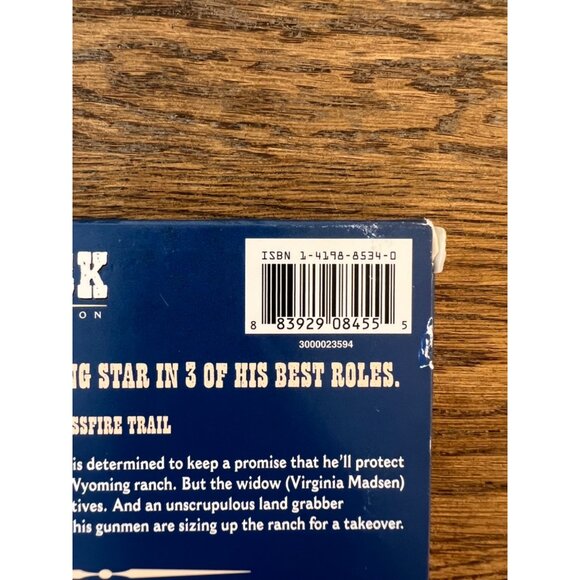 ISBN 1-4198-8534-0
8 83929 08455 5
3000023594
K
ON
NG STAR IN 3 OF HIS BEST ROLES.
SSFIRE TRAIL
is determined to keep a promise that he'll protect
Wyoming ranch. But the widow (Virginia Madsen)
tives. And an unscrupulous land grabber
his gunmen are sizing up the ranch for a takeover.